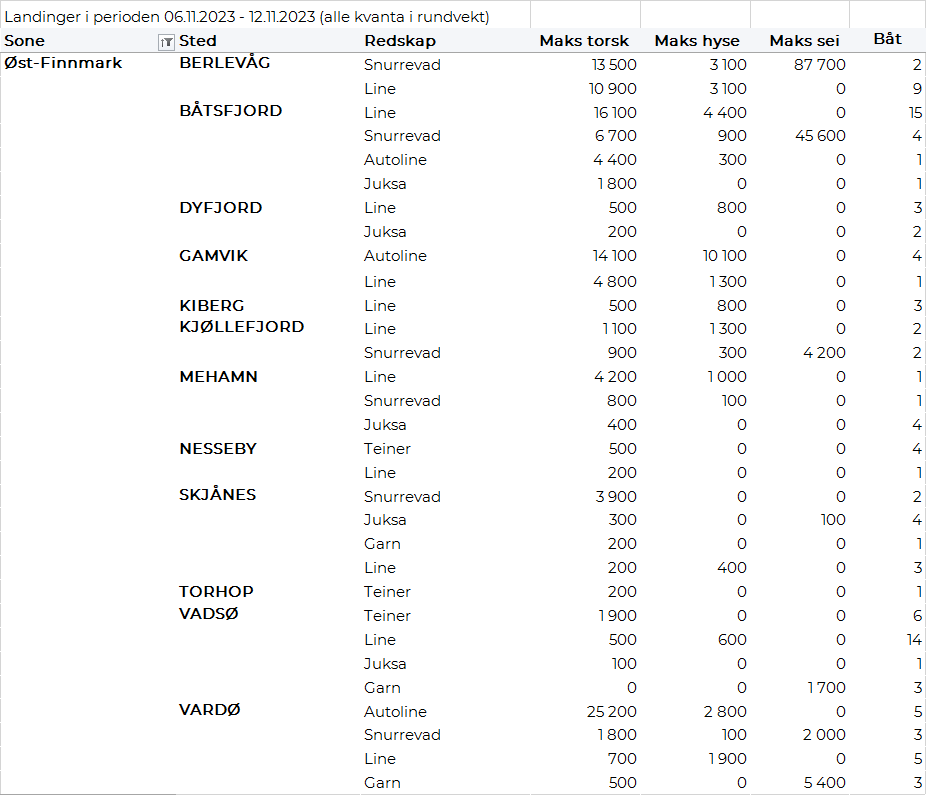 Landinger i perioden 06.11.2023 - 12.11.2023 (alle kvanta i rundvekt)
Sone Sted Redskap Maks torsk Maks hyse Maks sei Båt
Øst-Finnmark BERLEVÅG Snurrevad 13 500 3 100 87 700 2
Line 10 900 3 100 0 9
BÅTSFJORD Line 16 100 4 400 0 15
Snurrevad 6 700 900 45 600 4
Autoline 4 400 300 0 1
Juksa 1 800 0 0 1
DYFJORD Line 500 800 0 3
Juksa 200 0 0 2
GAMVIK Autoline 14 100 10 100 0 4
Line 4 800 1 300 0 1
KIBERG Line 500 800 0 3
KJØLLEFJORD Line 1 100 1 300 0 2
Snurrevad 900 300 4 200 2
MEHAMN Line 4 200 1 000 0 1
Snurrevad 800 100 0 1
Juksa 400 0 0 4
NESSEBY Teiner 500 0 0 4
Line 200 0 0 1
SKJÅNES Snurrevad 3 900 0 0 2
Juksa 300 0 100 4
Garn 200 0 0 1
Line 200 400 0 3
TORHOP Teiner 200 0 0 1
VADSØ Teiner 1 900 0 0 6
Line 500 600 0 14
Juksa 100 0 0 1
Garn 0 0 1 700 3
VARDØ Autoline 25 200 2 800 0 5
Snurrevad 1 800 100 2 000 3
Line 700 1 900 0 5
Garn 500 0 5 400 3